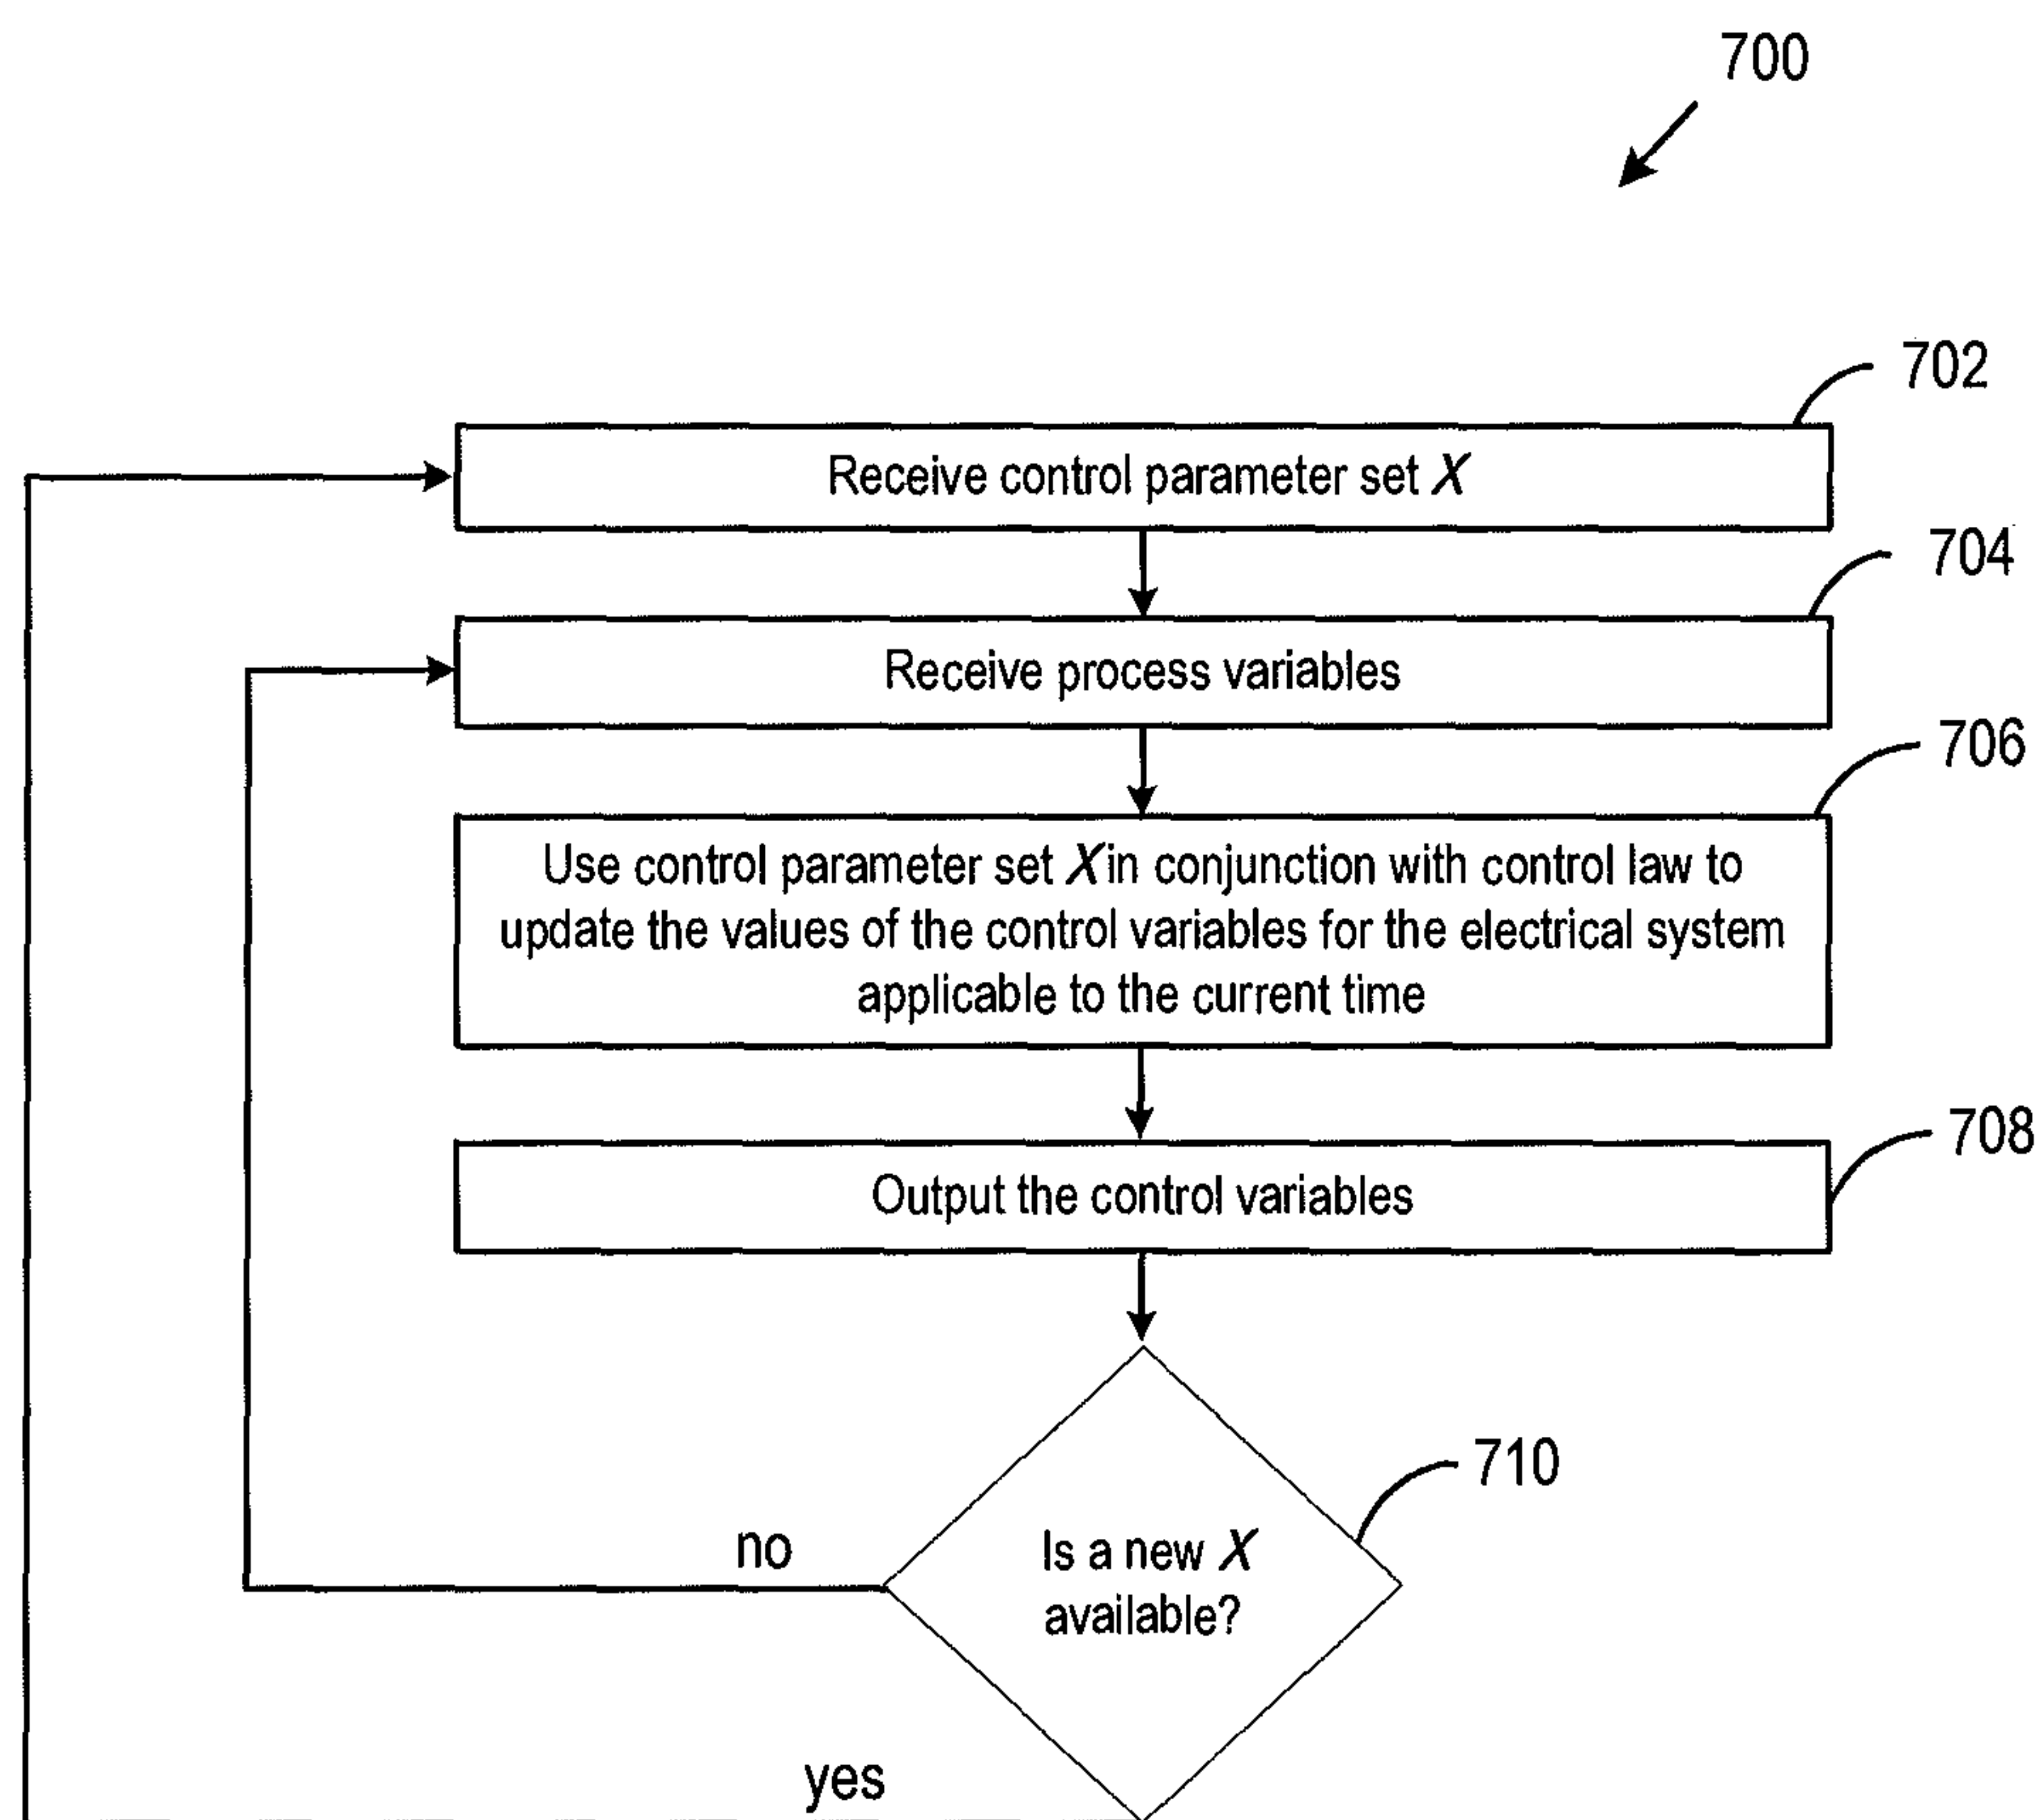 700
702
Receive control parameter set X
704
Receive process variables
706
Use control parameter set X in conjunction with control law to
update the values of the control variables for the electrical system
applicable to the current time
708
Output the control variables
710
Is a new X
available?
no
yes